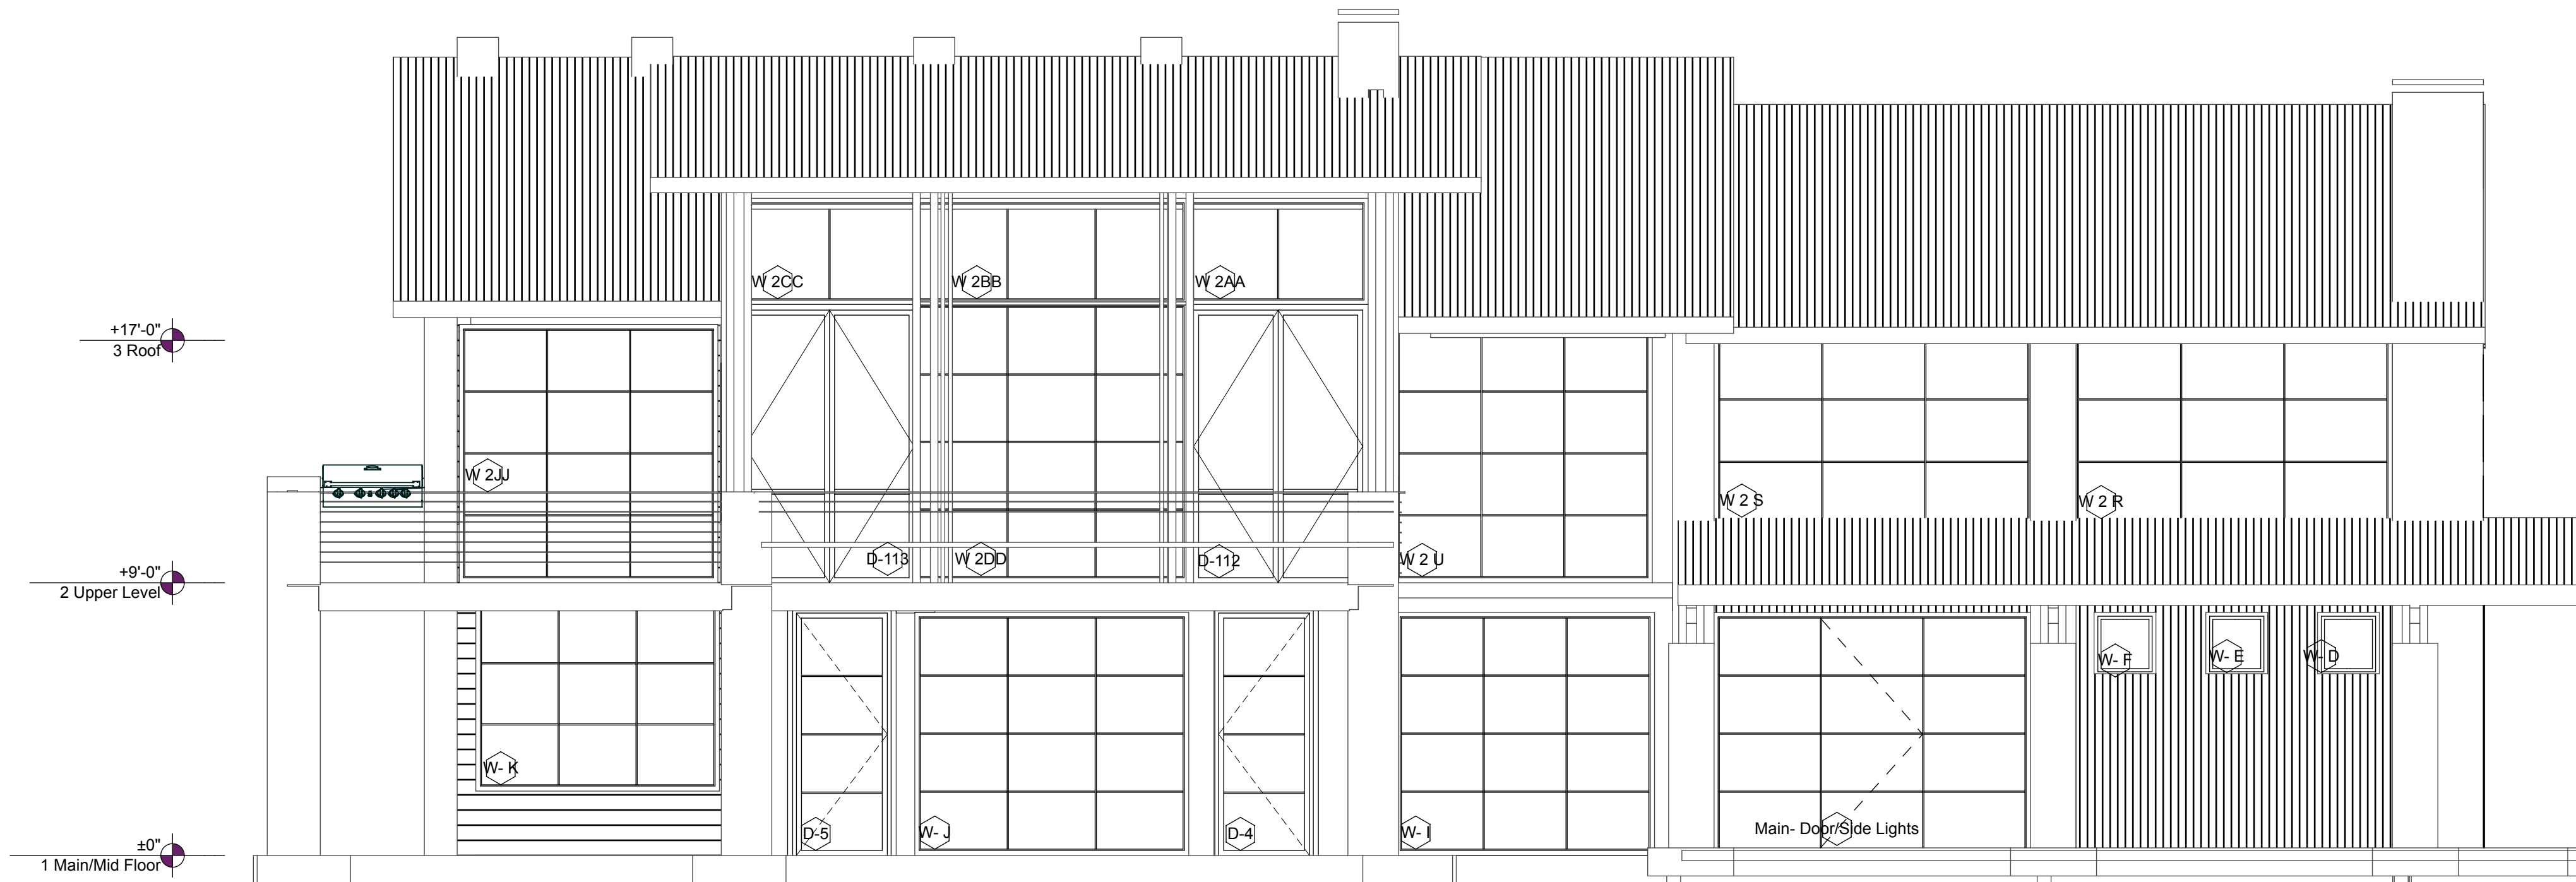 W 2CC
W 2BB
W 2AA
+17'-0"
3 Roof
W 2JJ
W 2 S
W 2 R
D-113
W 2DD
D-112
W 2 U
+9'-0"
2 Upper Level
W- F
W- E
W- D
W- K
D-5
W- J
D-4
W- I
Main- Door/Side Lights
±0"
1 Main/Mid Floor